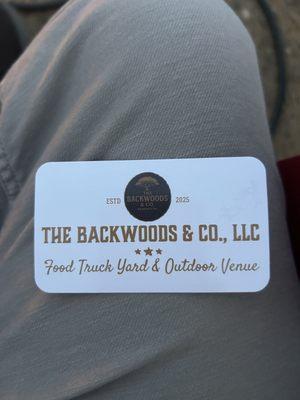 THE
BACKWOODS
& CO.
ESTD 2025
THE BACKWOODS & CO., LLC
Food Truck Yard & Outdoor Venue